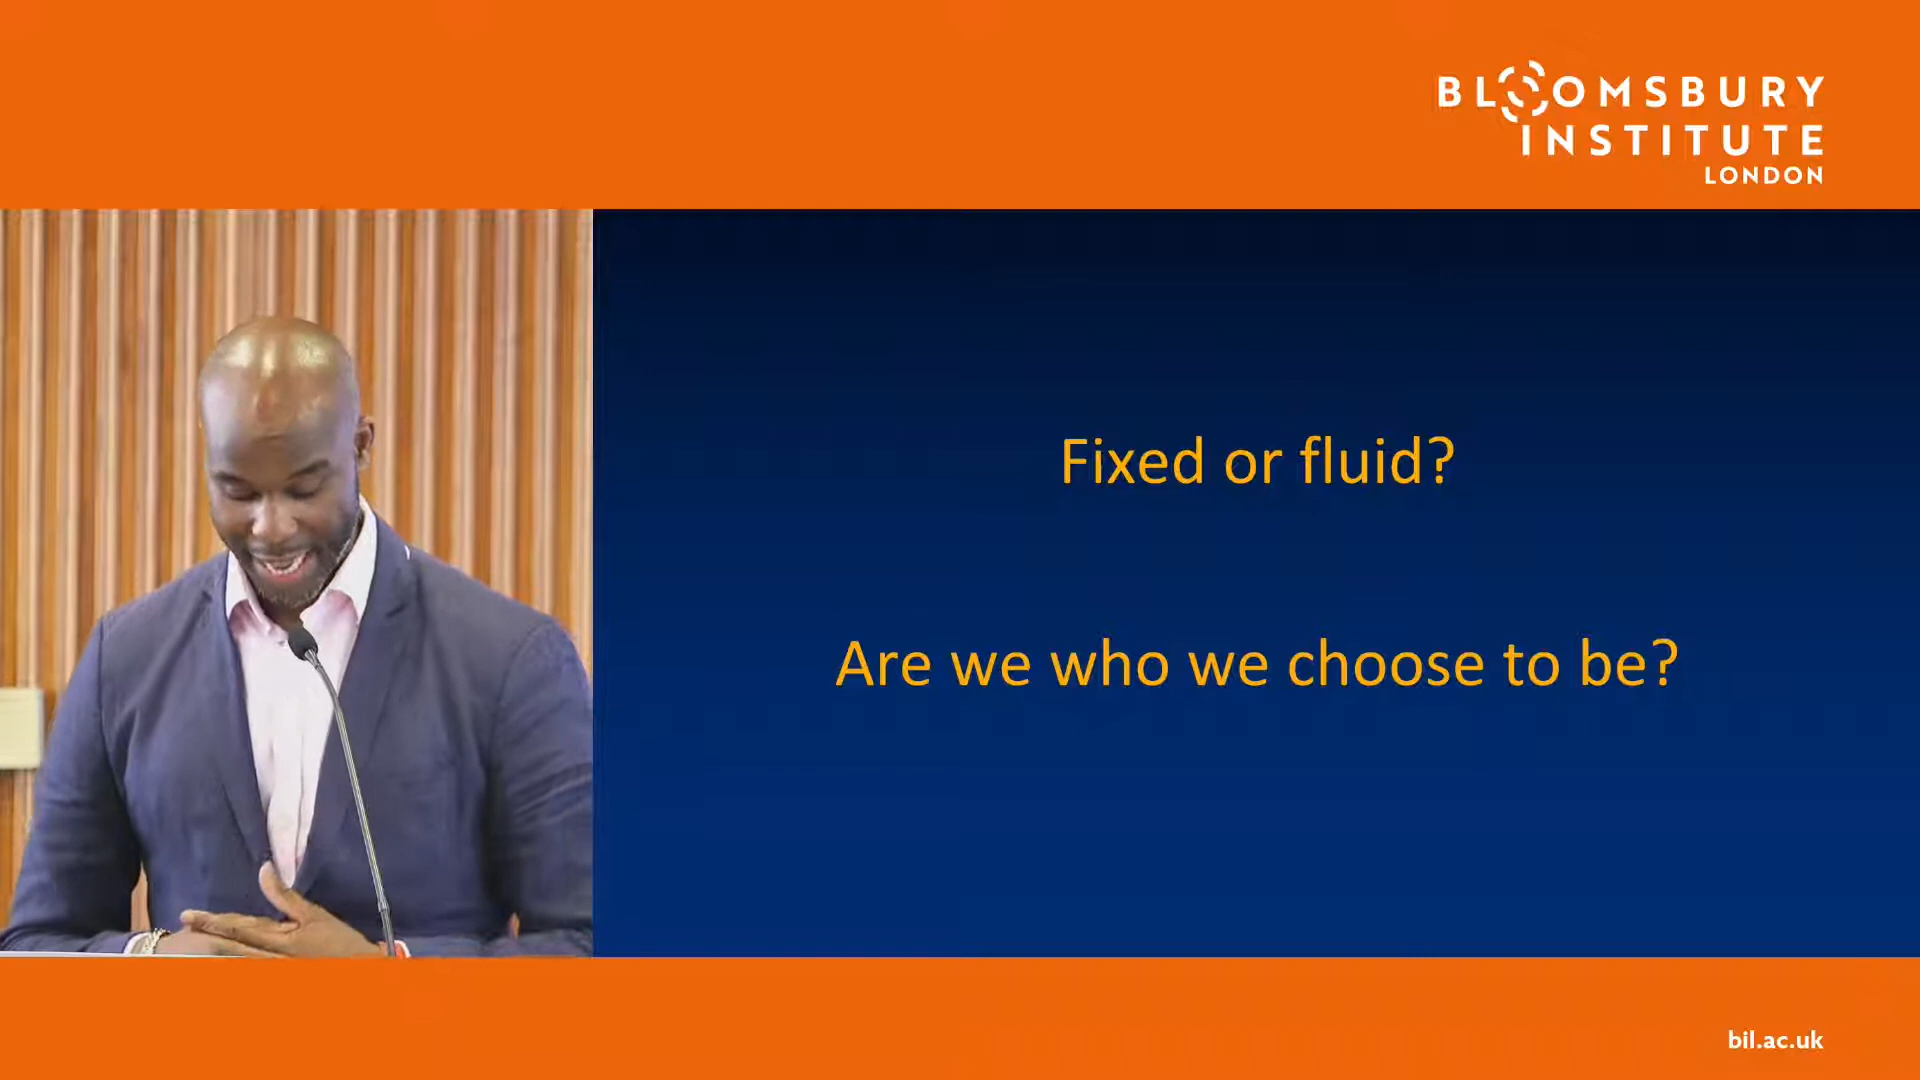 BLOOMSBURY
INSTITUTE
LONDON
Fixed or fluid?
Are we who we choose to be?
bil.ac.uk